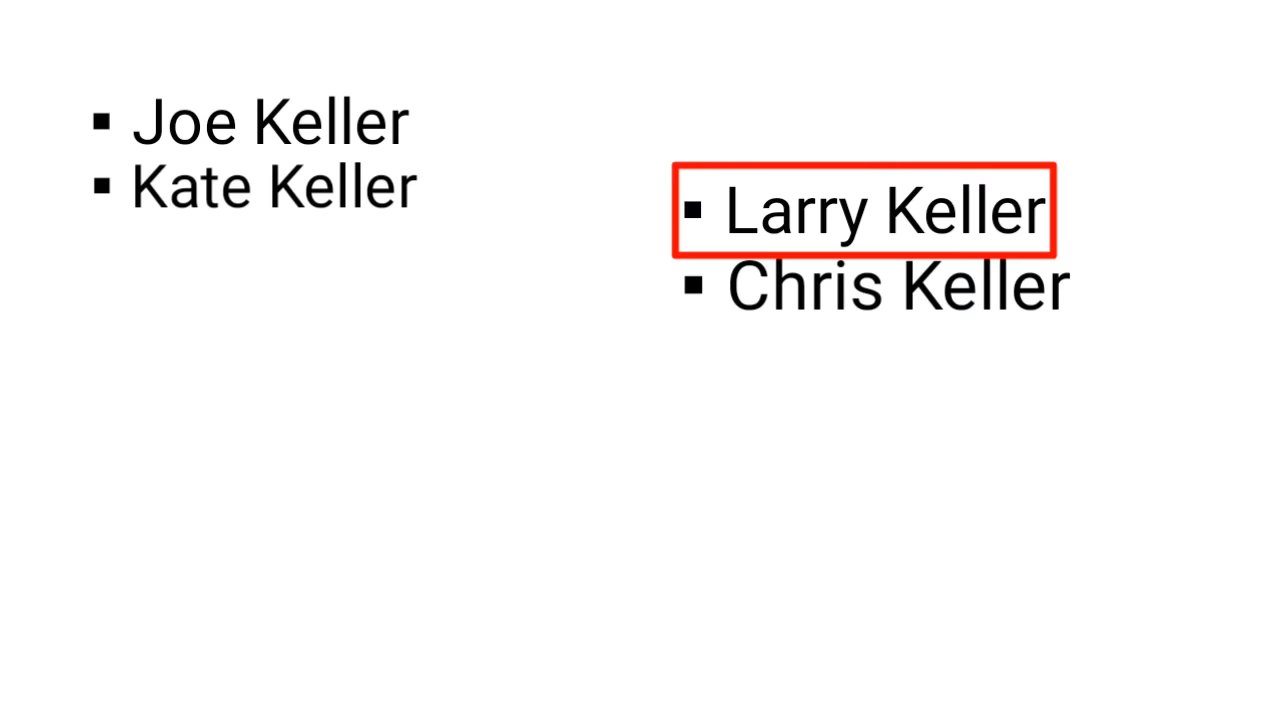 ▪ Joe Keller
▪ Kate Keller
▪ Larry Keller
▪ Chris Keller